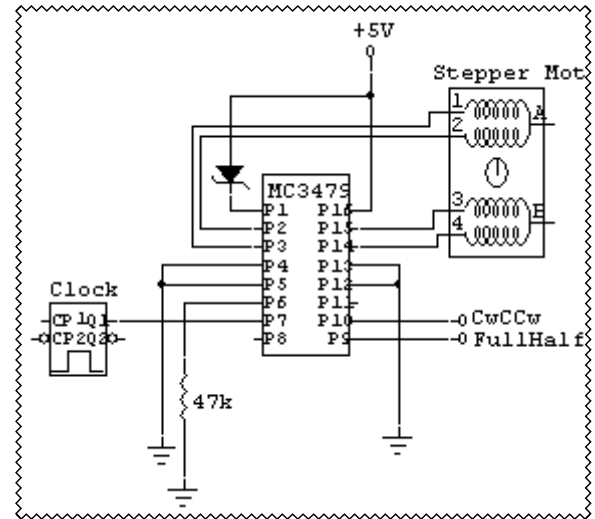 +5V
0
Stepper Mot
1
A
2
MC3479
P1 P16
P2 P15
P3 P14
P4 P13
P5 P12
P6 P11
P7 P10
P8 P9
3
B
4
Clock
CP1Q1
CP2Q2
CwCCw
FullHalf
47k